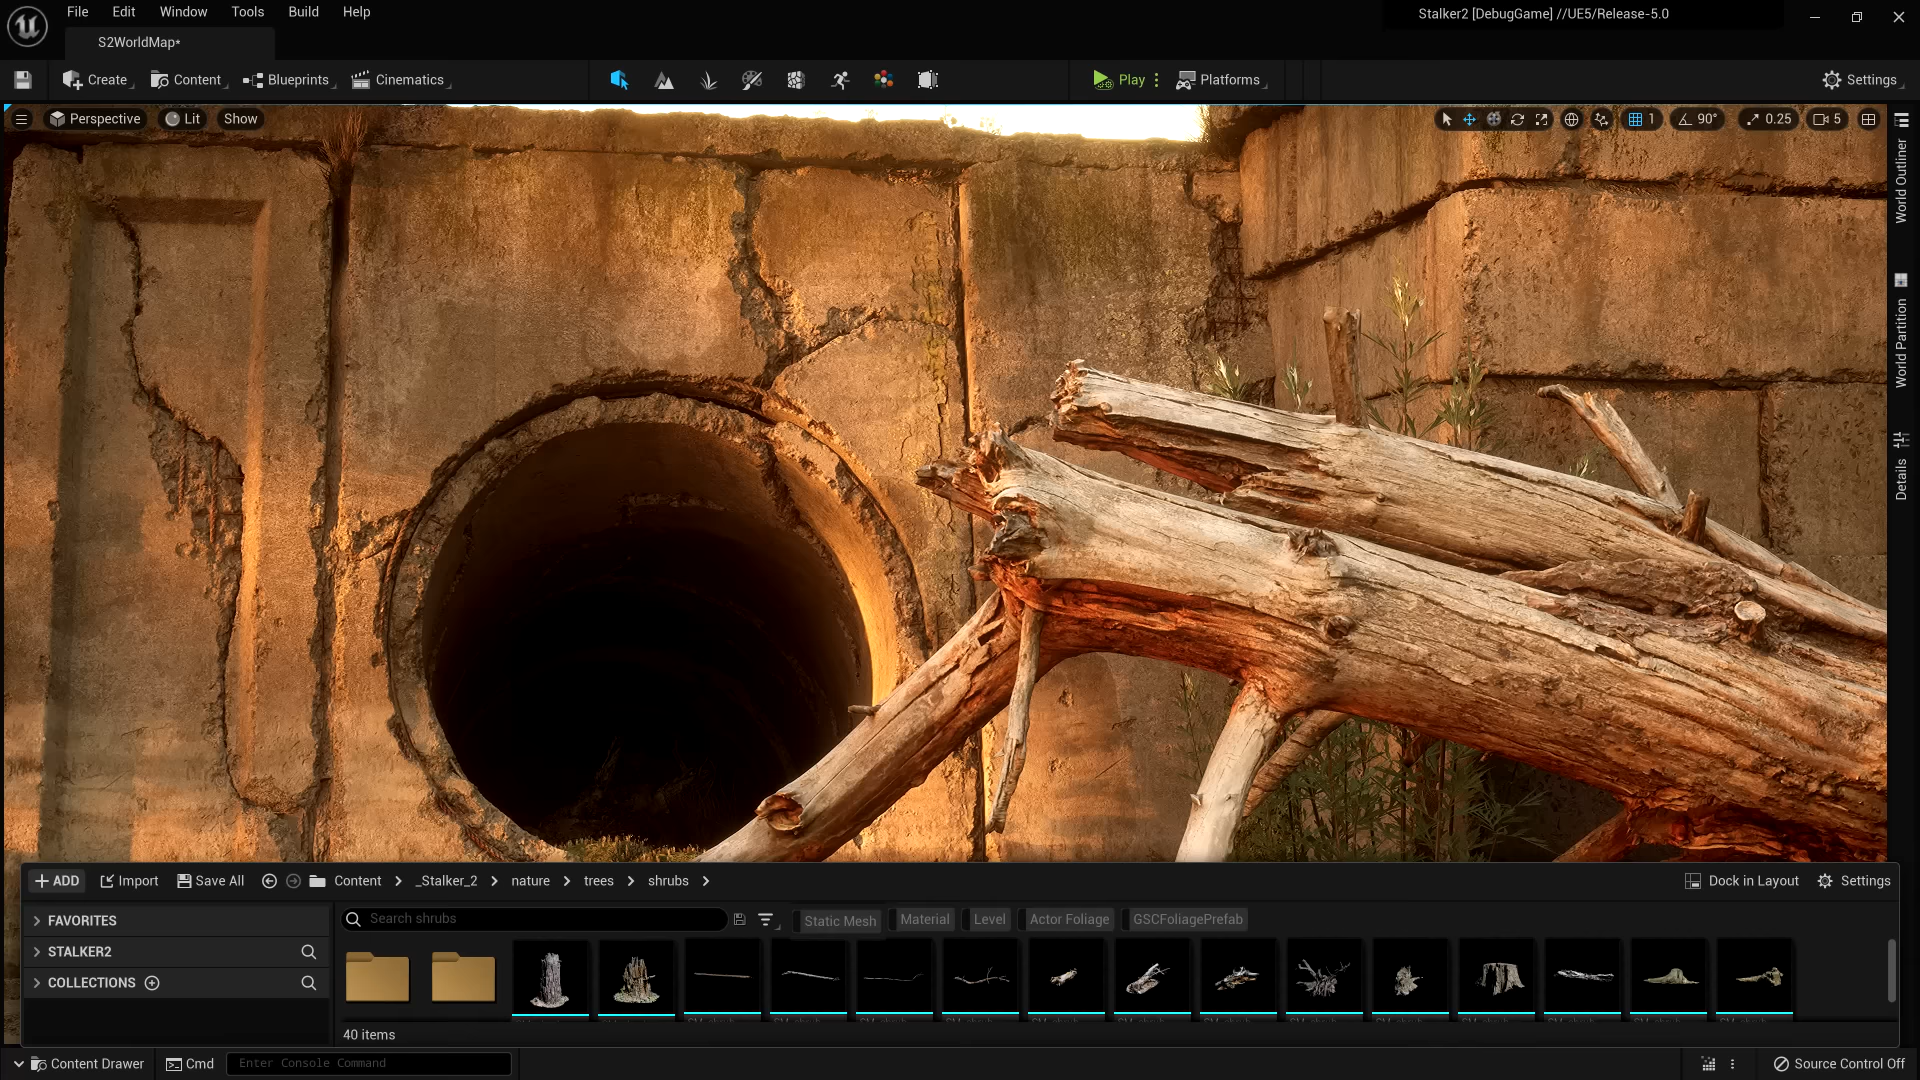 File Edit Window Tools Build Help
Stalker2 [DebugGame] //UE5/Release-5.0
S2WorldMap*
Create Content Blueprints Cinematics Play Platforms Settings
Perspective Lit Show 1 90° 0.25 5
World Outliner
World Partition
Details
ADD Import Save All Content _Stalker_2 nature trees shrubs Dock in Layout Settings
FAVORITES
Search shrubs Static Mesh Material Level Actor Foliage GSCFoliagePrefab
STALKER2
COLLECTIONS
40 items
Content Drawer Cmd Enter Console Command Source Control Off